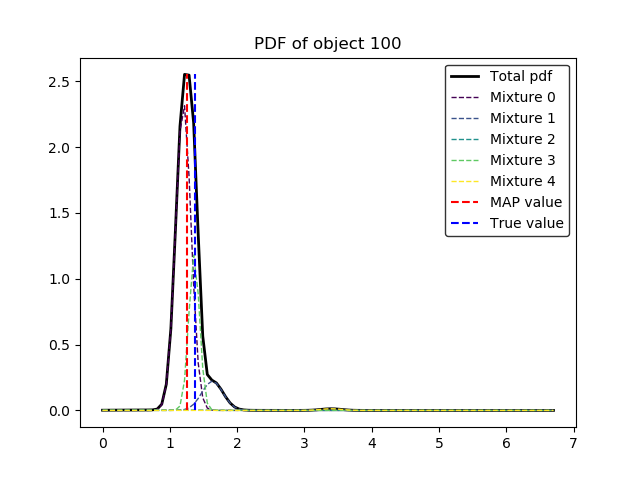 PDF of object 100
Total pdf
Mixture 0
Mixture 1
Mixture 2
Mixture 3
Mixture 4
MAP value
True value
2.5
2.0
1.5
1.0
0.5
0.0
0 1 2 3 4 5 6 7